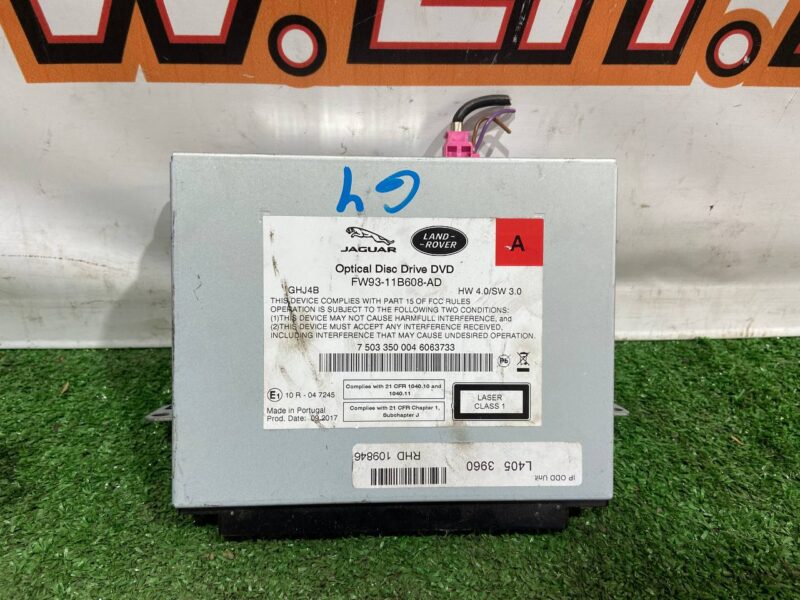 G4
JAGUAR
LAND-
-ROVER
A
Optical Disc Drive DVD
FW93-11B608-AD
GHJ4B
HW 4.0/SW 3.0
THIS DEVICE COMPLIES WITH PART 15 OF FCC RULES
OPERATION IS SUBJECT TO THE FOLLOWING TWO CONDITIONS:
(1)THIS DEVICE MAY NOT CAUSE HARMFULL INTERFERENCE, and
(2)THIS DEVICE MUST ACCEPT ANY INTERFERENCE RECEIVED,
INCLUDING INTERFERENCE THAT MAY CAUSE UNDESIRED OPERATION.
7 503 350 004 6063733
E1 10 R - 04 7245
Complies with 21 CFR 1040.10 and
1040.11
Complies with 21 CFR Chapter 1,
Subchapter J
LASER
CLASS 1
Made in Portugal
Prod. Date: 09.2017
IP ODD Unit
L405 3960
RHD 109846